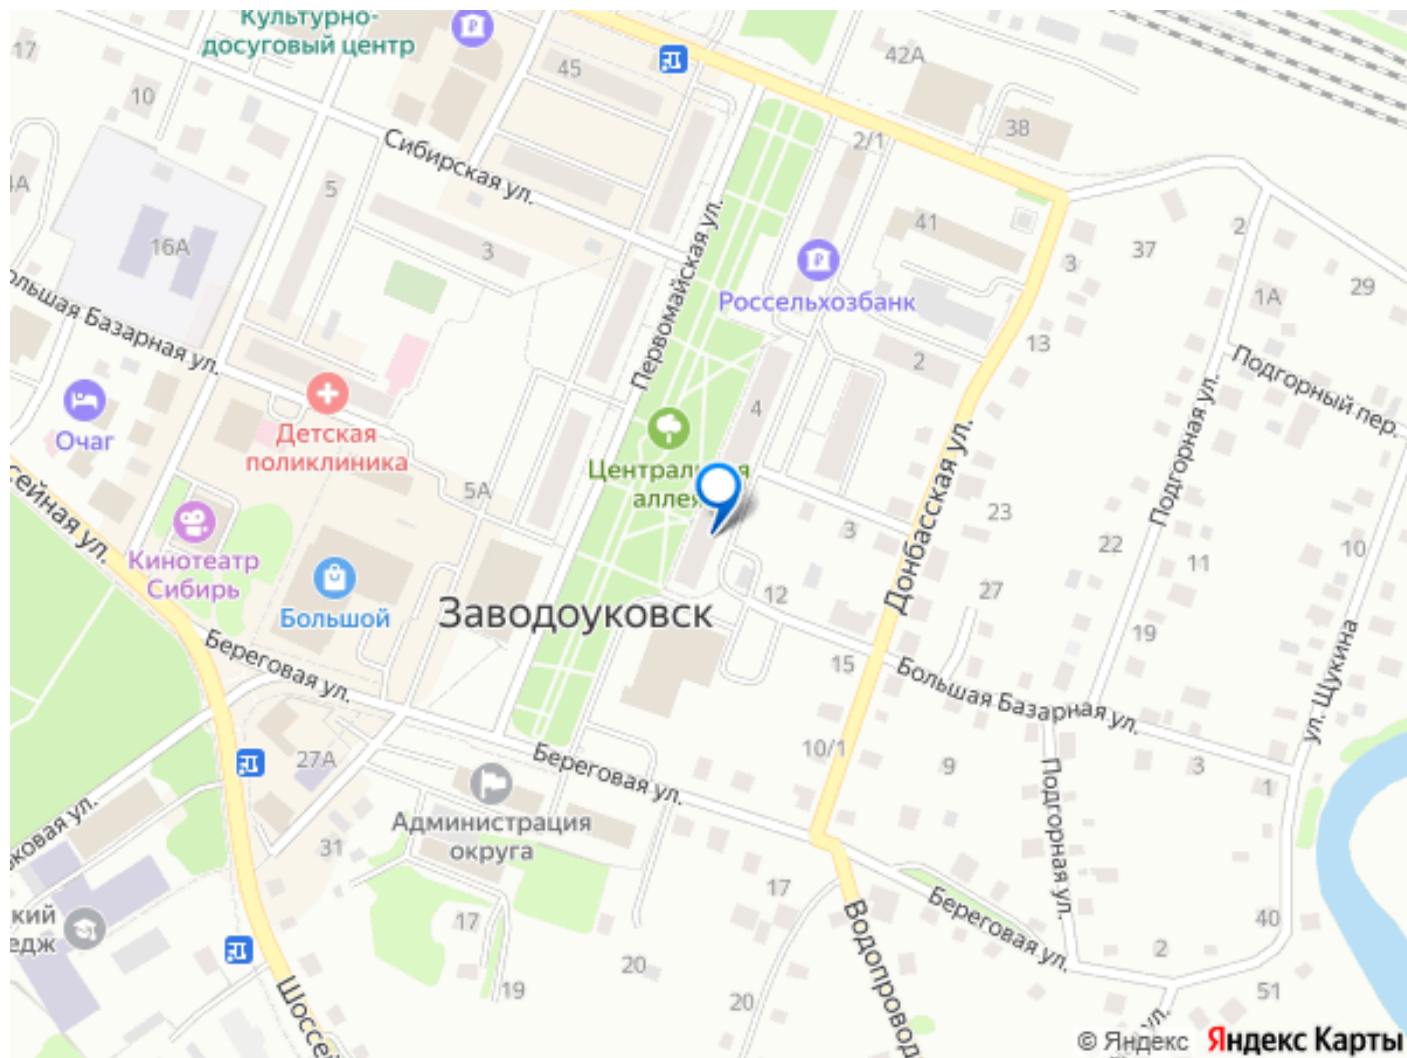 Культурно-
досуговый центр
17
10
45
42А
38
2/1
Сибирская ул.
4А
5
16А
3
Первомайская ул.
41
2
37
3
29
1А
Россельхозбанк
13
2
Большая Базарная ул.
Подгорный пер.
4
Очаг
Детская
поликлиника
Центральная
аллея
Подгорная ул.
Донбасская ул.
5А
3
23
22
11
10
Кинотеатр
Сибирь
Большой
Заводоуковск
12
27
19
15
ул. Щукина
Береговая ул.
Большая Базарная ул.
10/1
9
3
1
27А
Береговая ул.
Подгорная ул.
Администрация
округа
31
17
17
Береговая ул.
40
2
20
19
20
51
Шоссей
© Яндекс
Яндекс Карты